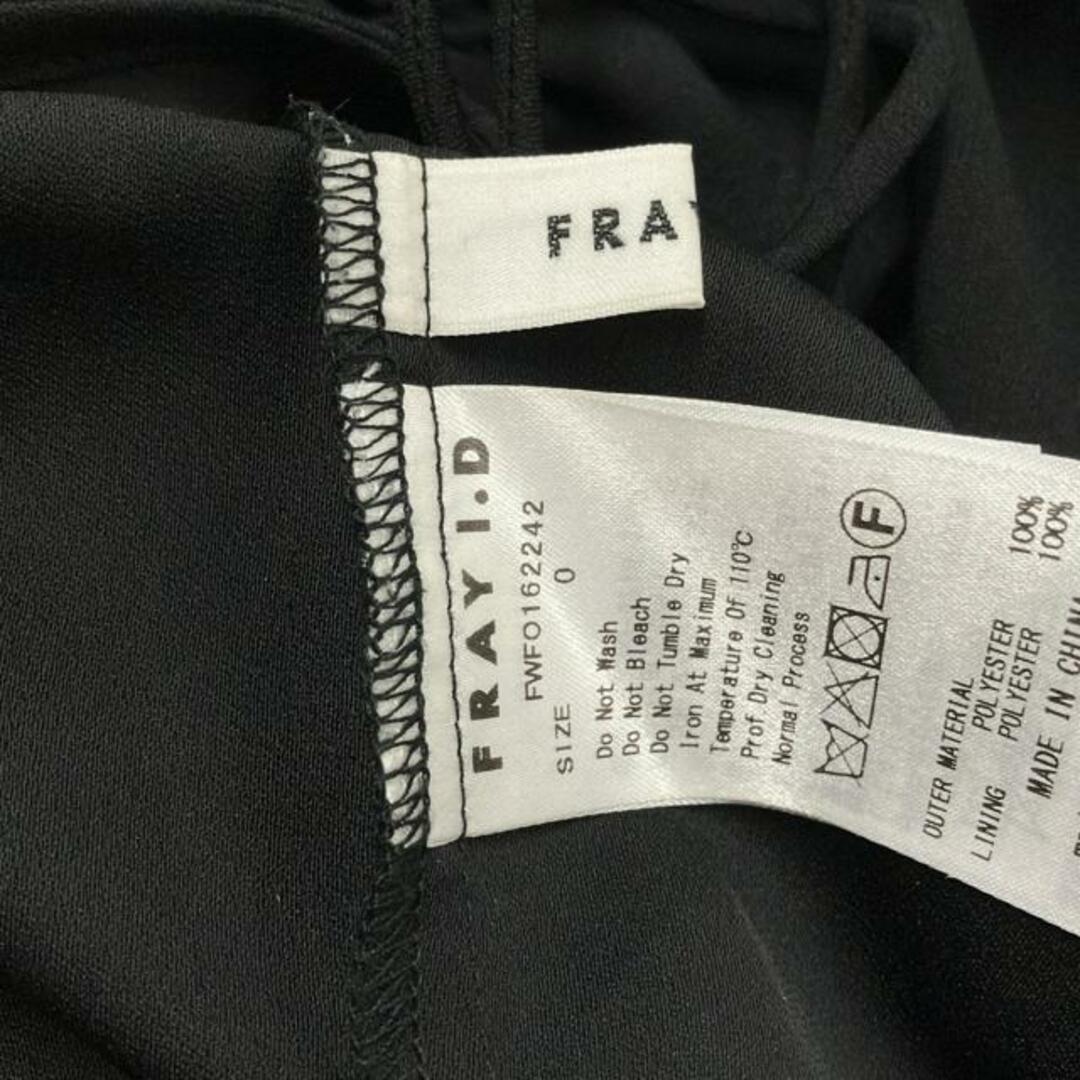 FRA
FRAY I.D
FWFO162242
SIZE 0
Do Not Wash
Do Not Bleach
Do Not Tumble Dry
Iron At Maximum
Temperature Of 110℃
Prof Dry Cleaning
Normal Process
F
OUTER MATERIAL
POLYESTER 100%
LINING POLYESTER 100%
MADE IN CHINA